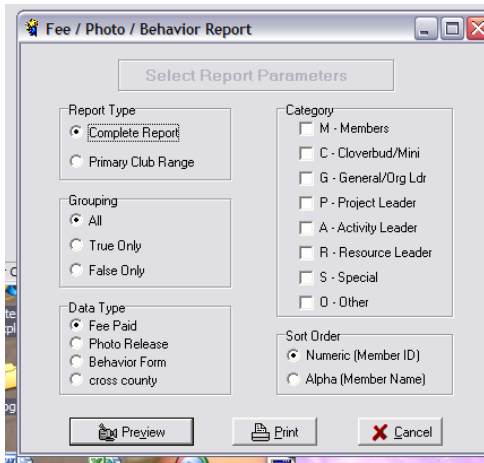 Fee / Photo / Behavior Report
Select Report Parameters
Report Type
Complete Report
Primary Club Range
Grouping
All
True Only
False Only
Data Type
Fee Paid
Photo Release
Behavior Form
cross county
Category
M - Members
C - Cloverbud/Mini
G - General/Org Ldr
P - Project Leader
A - Activity Leader
R - Resource Leader
S - Special
O - Other
Sort Order
Numeric (Member ID)
Alpha (Member Name)
Preview
Print
Cancel